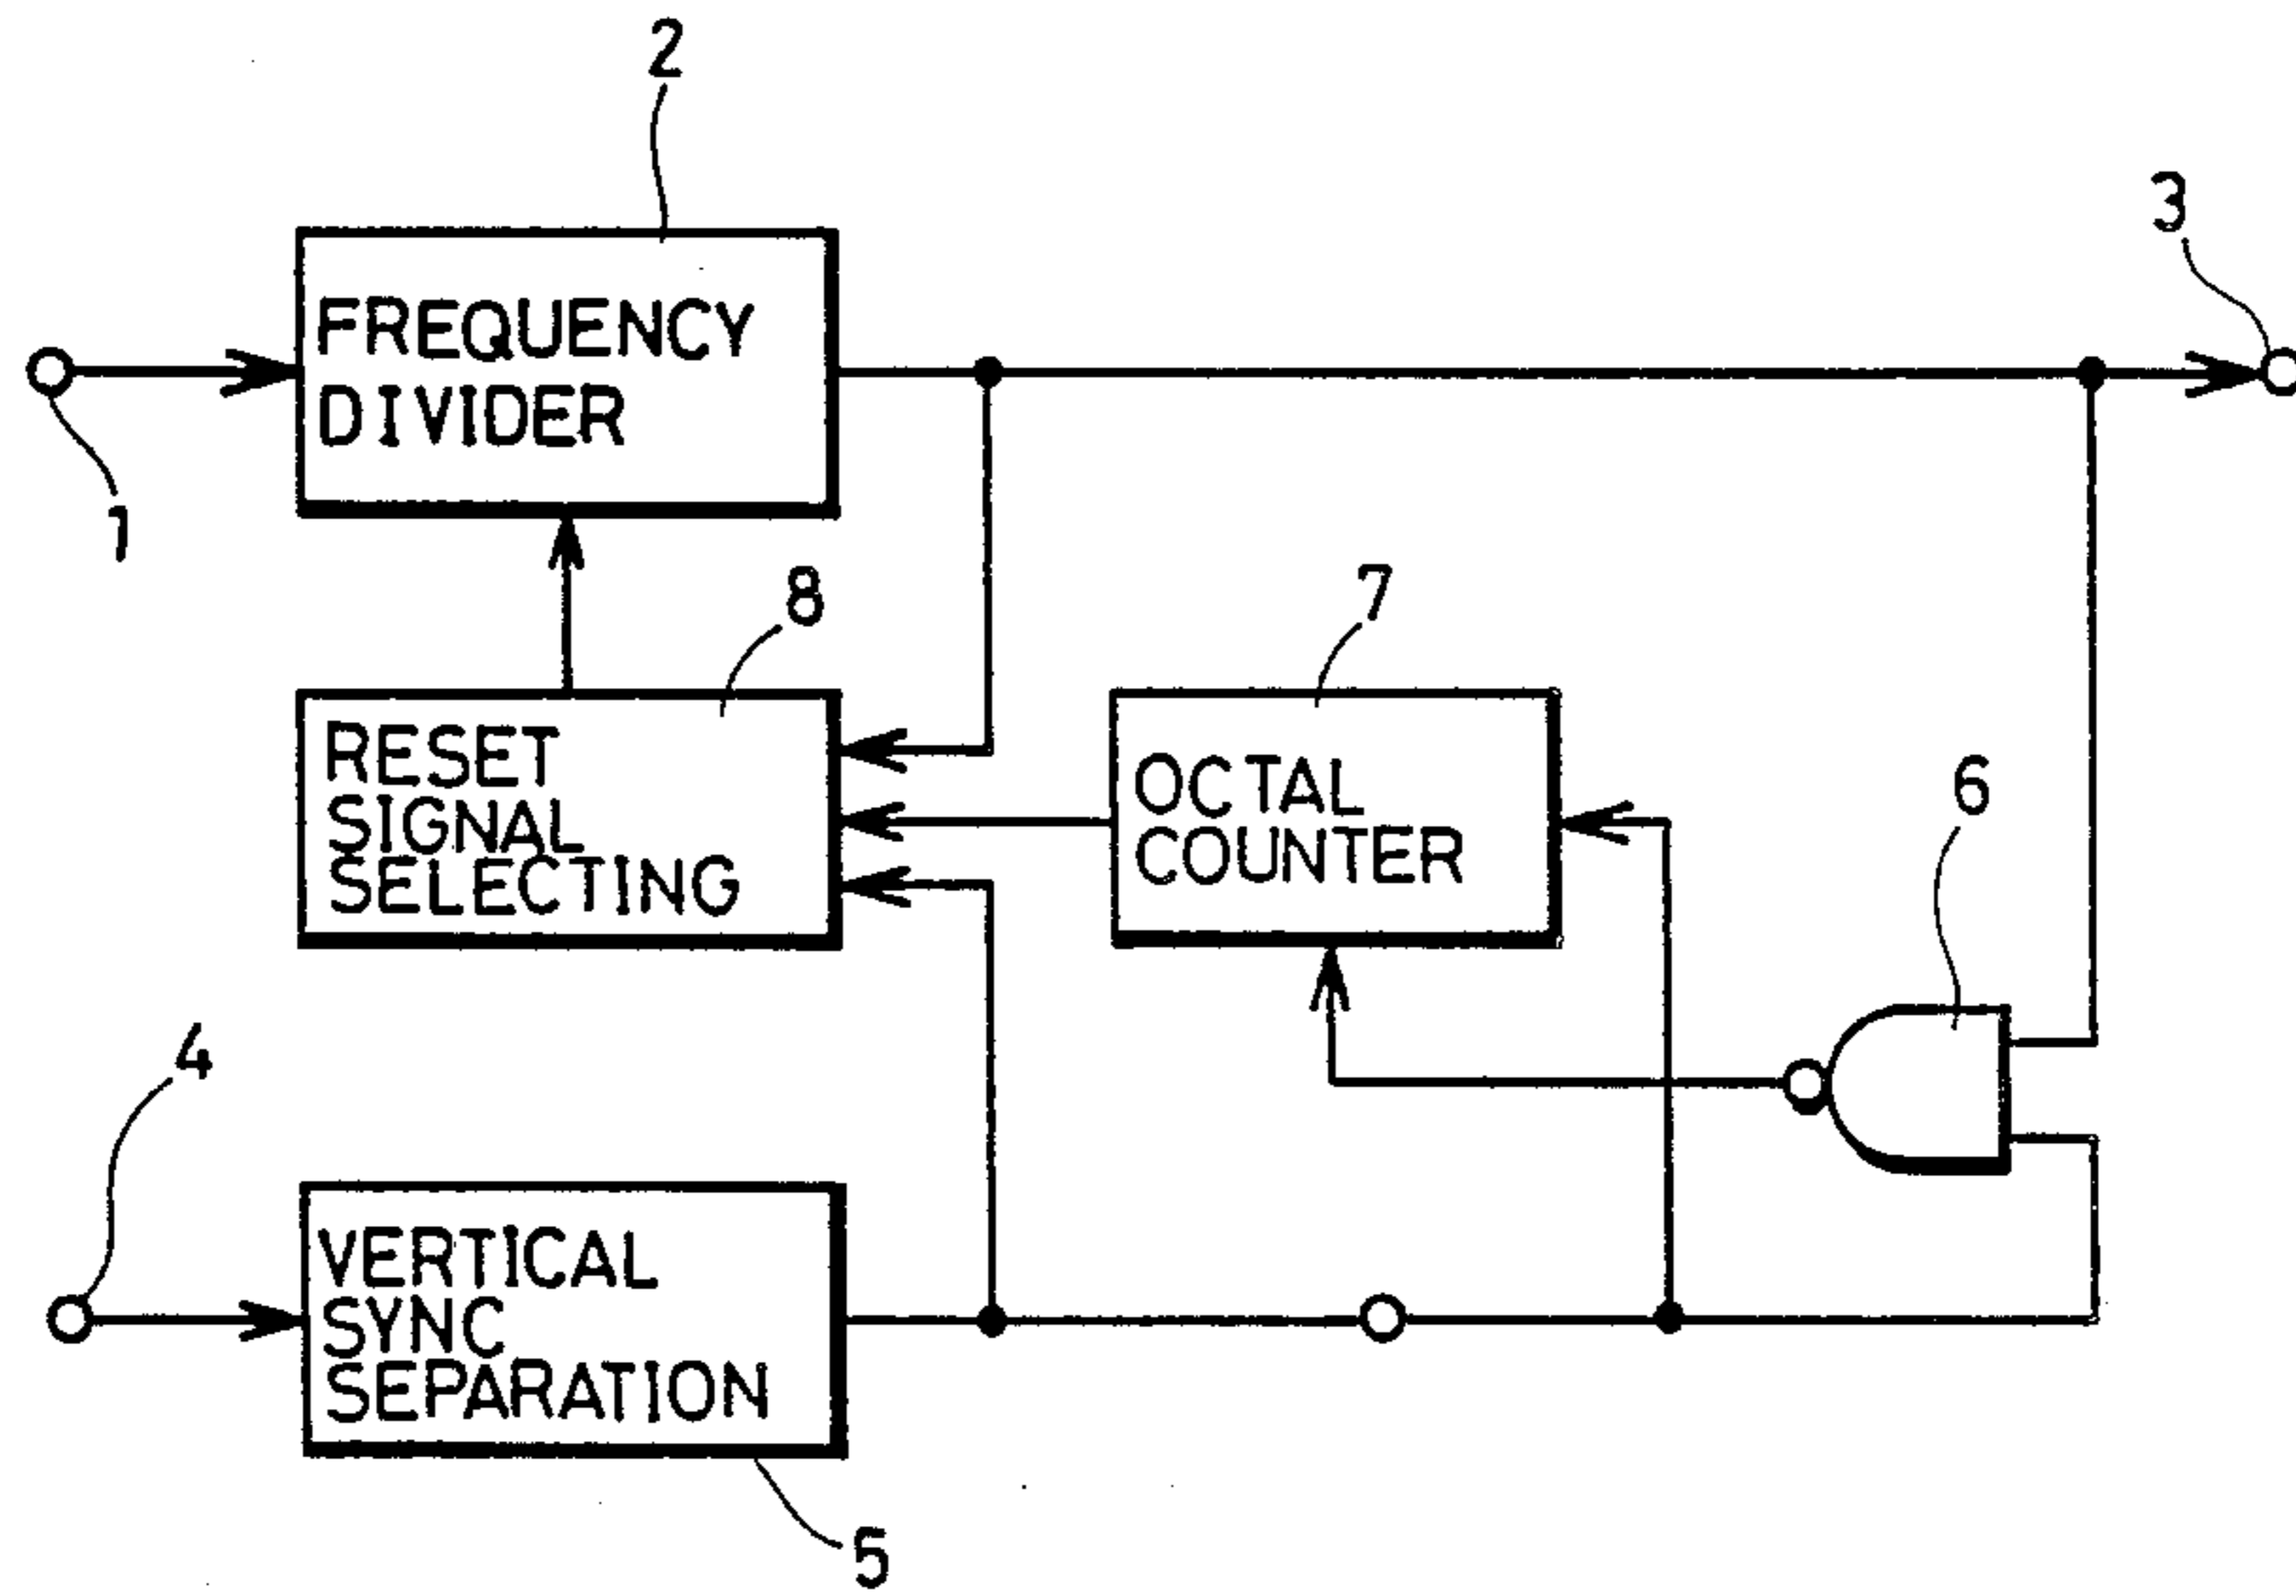 2
3
FREQUENCY
DIVIDER
1
8
7
RESET
SIGNAL
SELECTING
OCTAL
COUNTER
6
4
VERTICAL
SYNC
SEPARATION
5